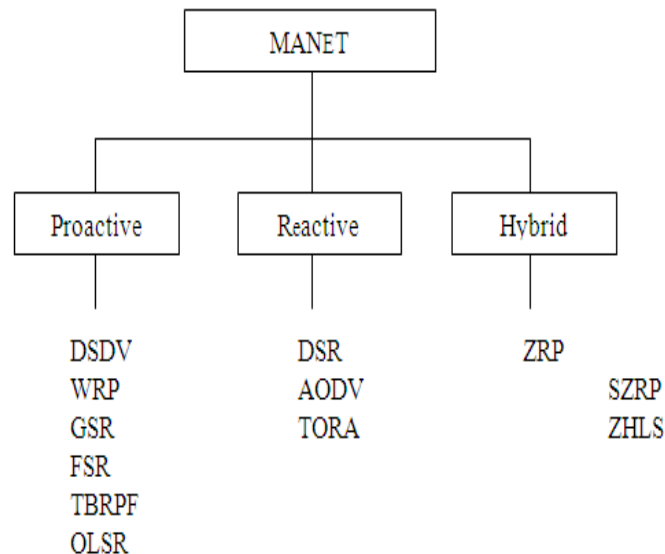 MANET
Proactive
Reactive
Hybrid
DSDV
WRP
GSR
FSR
TBRPF
OLSR
DSR
AODV
TORA
ZRP
SZRP
ZHLS